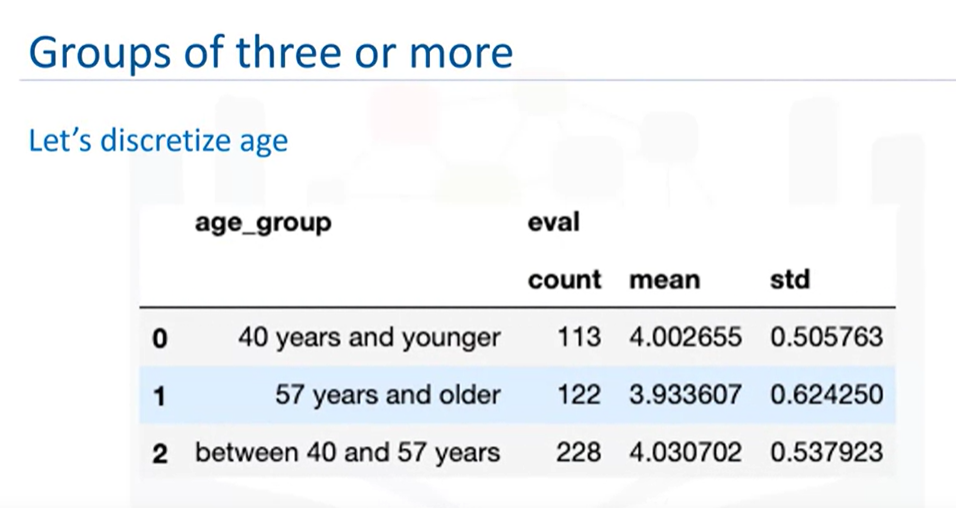 Groups of three or more
Let's discretize age
age_group eval
count mean std
0 40 years and younger 113 4.002655 0.505763
1 57 years and older 122 3.933607 0.624250
2 between 40 and 57 years 228 4.030702 0.537923